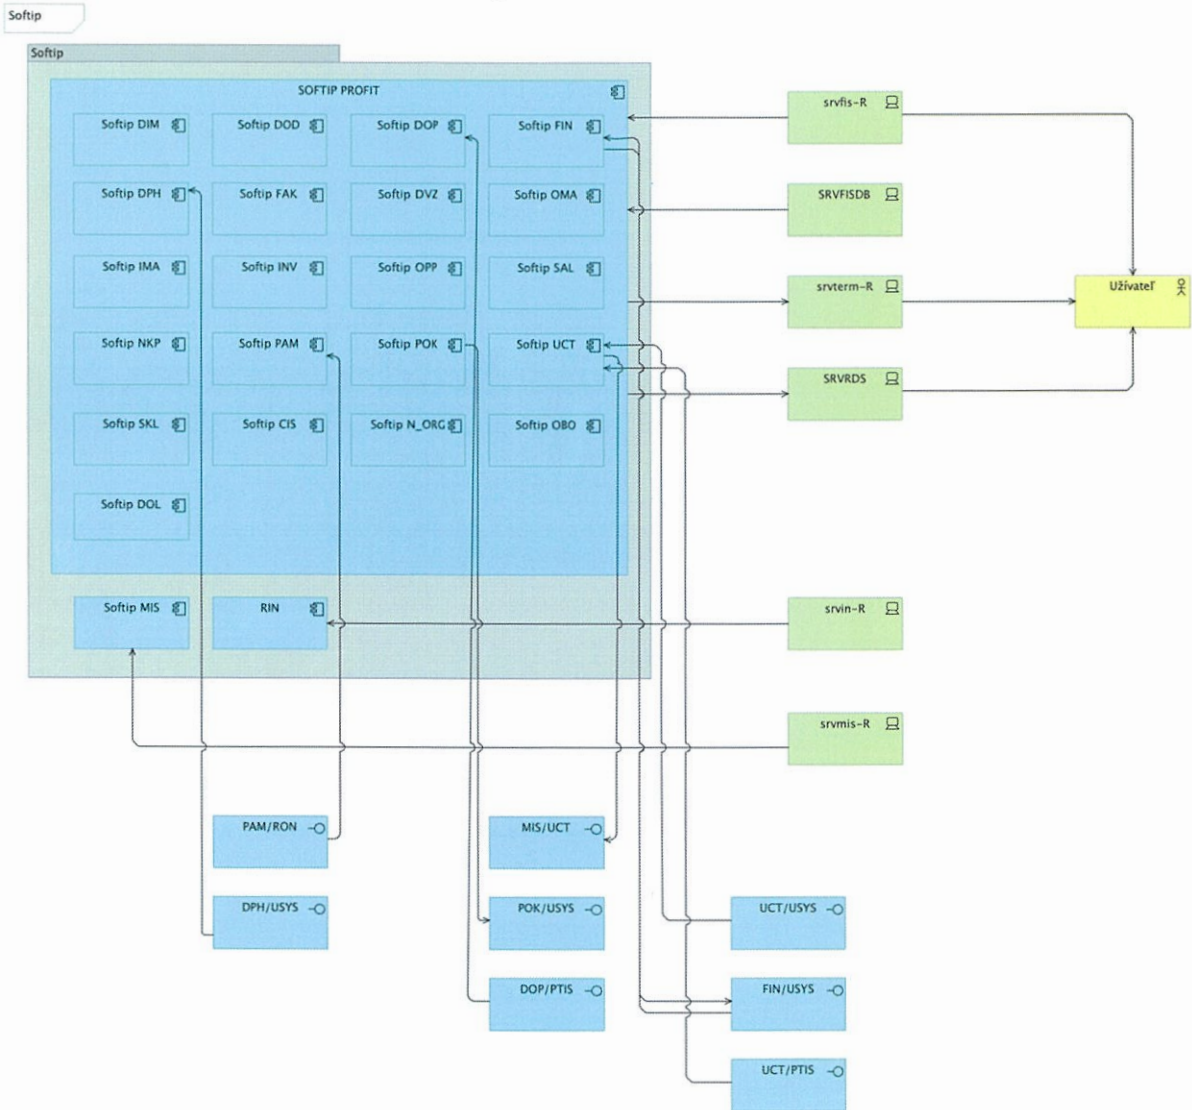 Softip
Softip
SOFTIP PROFIT
Softip DIM
Softip DOD
Softip DOP
Softip FIN
Softip DPH
Softip FAK
Softip DVZ
Softip OMA
Softip IMA
Softip INV
Softip OPP
Softip SAL
Softip NKP
Softip PAM
Softip POK
Softip UCT
Softip SKL
Softip CIS
Softip N_ORG
Softip OBO
Softip DOL
Softip MIS
RIN
srvfis-R
SRVFISDB
srvterm-R
SRVRDS
Užívateľ
srvin-R
srvmis-R
PAM/RON
MIS/UCT
DPH/USYS
POK/USYS
UCT/USYS
DOP/PTIS
FIN/USYS
UCT/PTIS